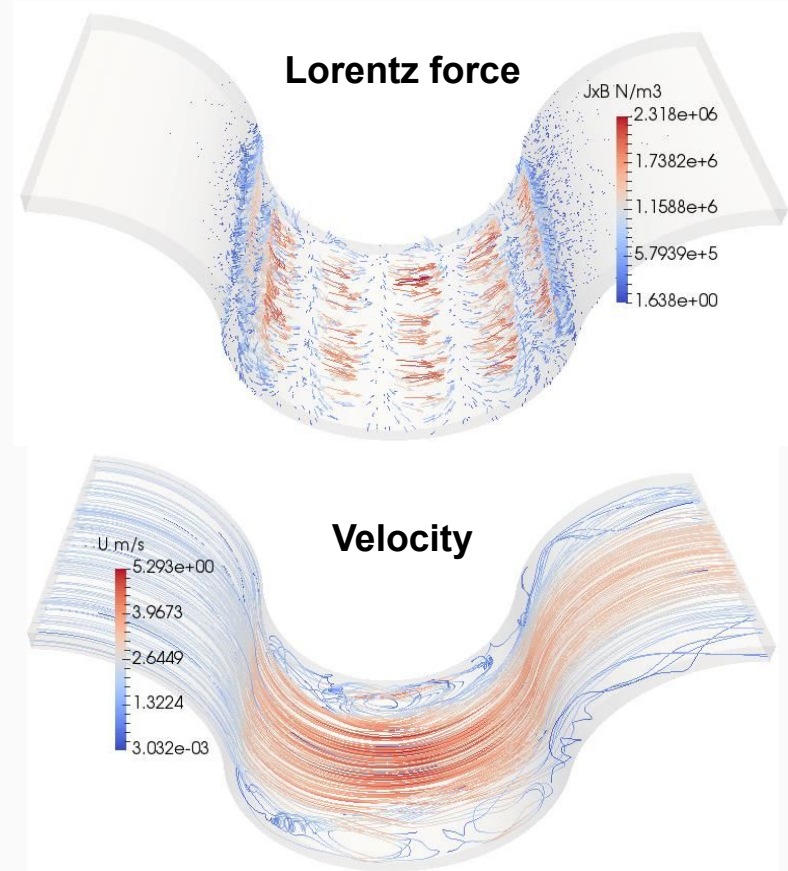 Lorentz force
JxB N/m3
2.318e+06
1.7382e+6
1.1588e+6
5.7939e+5
1.638e+00
Velocity
U m/s
5.293e+00
3.9673
2.6449
1.3224
3.032e-03